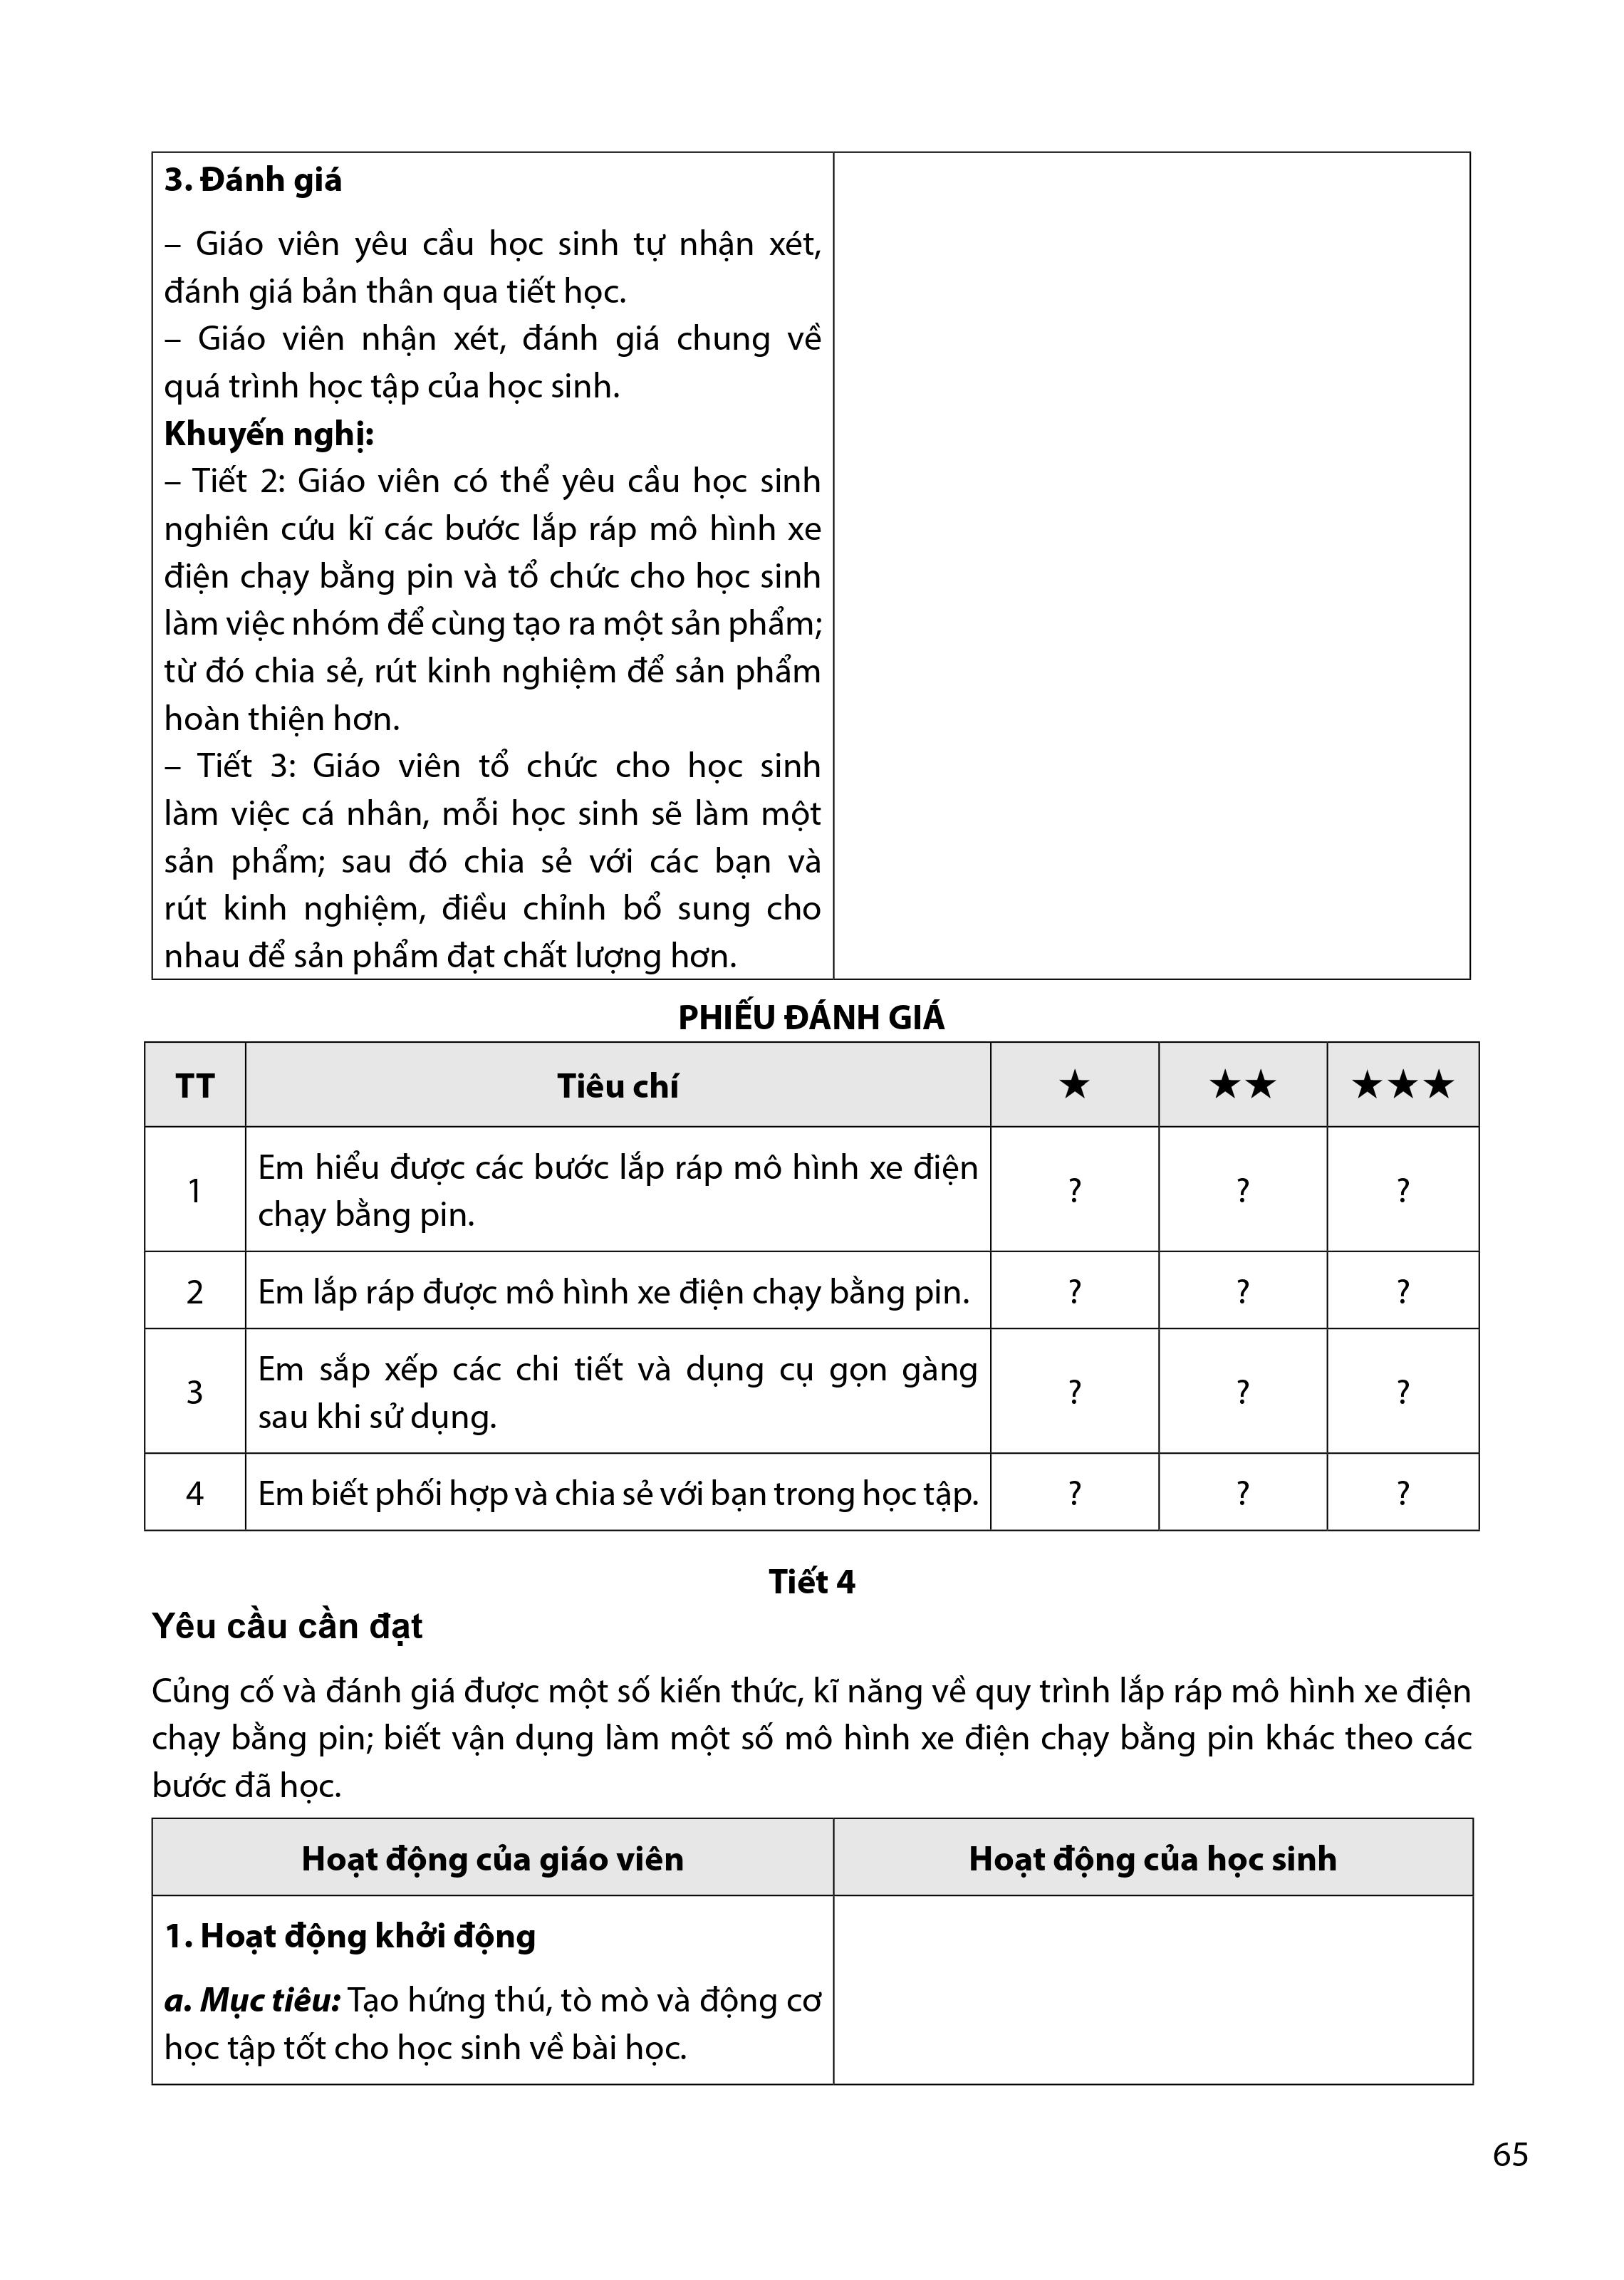 3. Đánh giá
– Giáo viên yêu cầu học sinh tự nhận xét,
đánh giá bản thân qua tiết học.
– Giáo viên nhận xét, đánh giá chung về
quá trình học tập của học sinh.
Khuyến nghị:
– Tiết 2: Giáo viên có thể yêu cầu học sinh
nghiên cứu kĩ các bước lắp ráp mô hình xe
điện chạy bằng pin và tổ chức cho học sinh
làm việc nhóm để cùng tạo ra một sản phẩm;
từ đó chia sẻ, rút kinh nghiệm để sản phẩm
hoàn thiện hơn.
– Tiết 3: Giáo viên tổ chức cho học sinh
làm việc cá nhân, mỗi học sinh sẽ làm một
sản phẩm; sau đó chia sẻ với các bạn và
rút kinh nghiệm, điều chỉnh bổ sung cho
nhau để sản phẩm đạt chất lượng hơn.
PHIẾU ĐÁNH GIÁ
TT Tiêu chí ★ ★★ ★★★
1 Em hiểu được các bước lắp ráp mô hình xe điện
chạy bằng pin. ? ? ?
2 Em lắp ráp được mô hình xe điện chạy bằng pin. ? ? ?
3 Em sắp xếp các chi tiết và dụng cụ gọn gàng
sau khi sử dụng. ? ? ?
4 Em biết phối hợp và chia sẻ với bạn trong học tập. ? ? ?
Tiết 4
Yêu cầu cần đạt
Củng cố và đánh giá được một số kiến thức, kĩ năng về quy trình lắp ráp mô hình xe điện
chạy bằng pin; biết vận dụng làm một số mô hình xe điện chạy bằng pin khác theo các
bước đã học.
Hoạt động của giáo viên Hoạt động của học sinh
1. Hoạt động khởi động
a. Mục tiêu: Tạo hứng thú, tò mò và động cơ
học tập tốt cho học sinh về bài học.
65